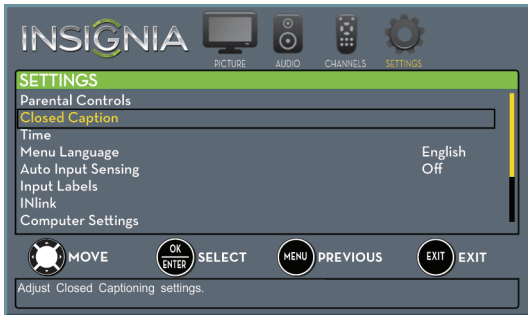 INSIGNIA
PICTURE AUDIO CHANNELS SETTINGS
SETTINGS
Parental Controls
Closed Caption
Time
Menu Language English
Auto Input Sensing Off
Input Labels
INlink
Computer Settings
MOVE OK ENTER SELECT MENU PREVIOUS EXIT EXIT
Adjust Closed Captioning settings.